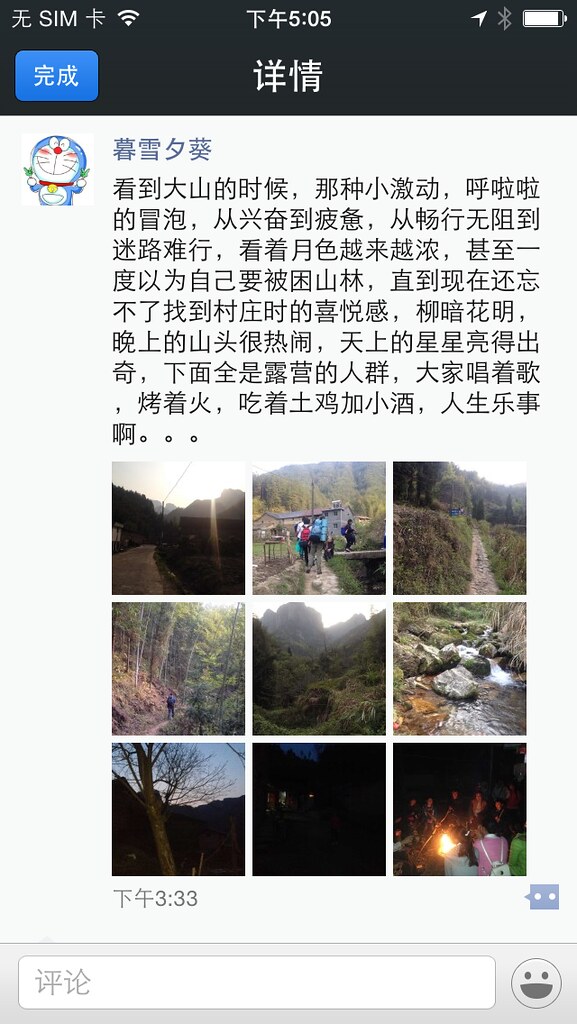 无 SIM 卡
下午5:05
完成
详情
暮雪夕葵
看到大山的时候，那种小激动，呼啦啦
的冒泡，从兴奋到疲惫，从畅行无阻到
迷路难行，看着月色越来越浓，甚至一
度以为自己要被困山林，直到现在还忘
不了找到村庄时的喜悦感，柳暗花明，
晚上的山头很热闹，天上的星星亮得出
奇，下面全是露营的人群，大家唱着歌
，烤着火，吃着土鸡加小酒，人生乐事
啊。。。
下午3:33
评论